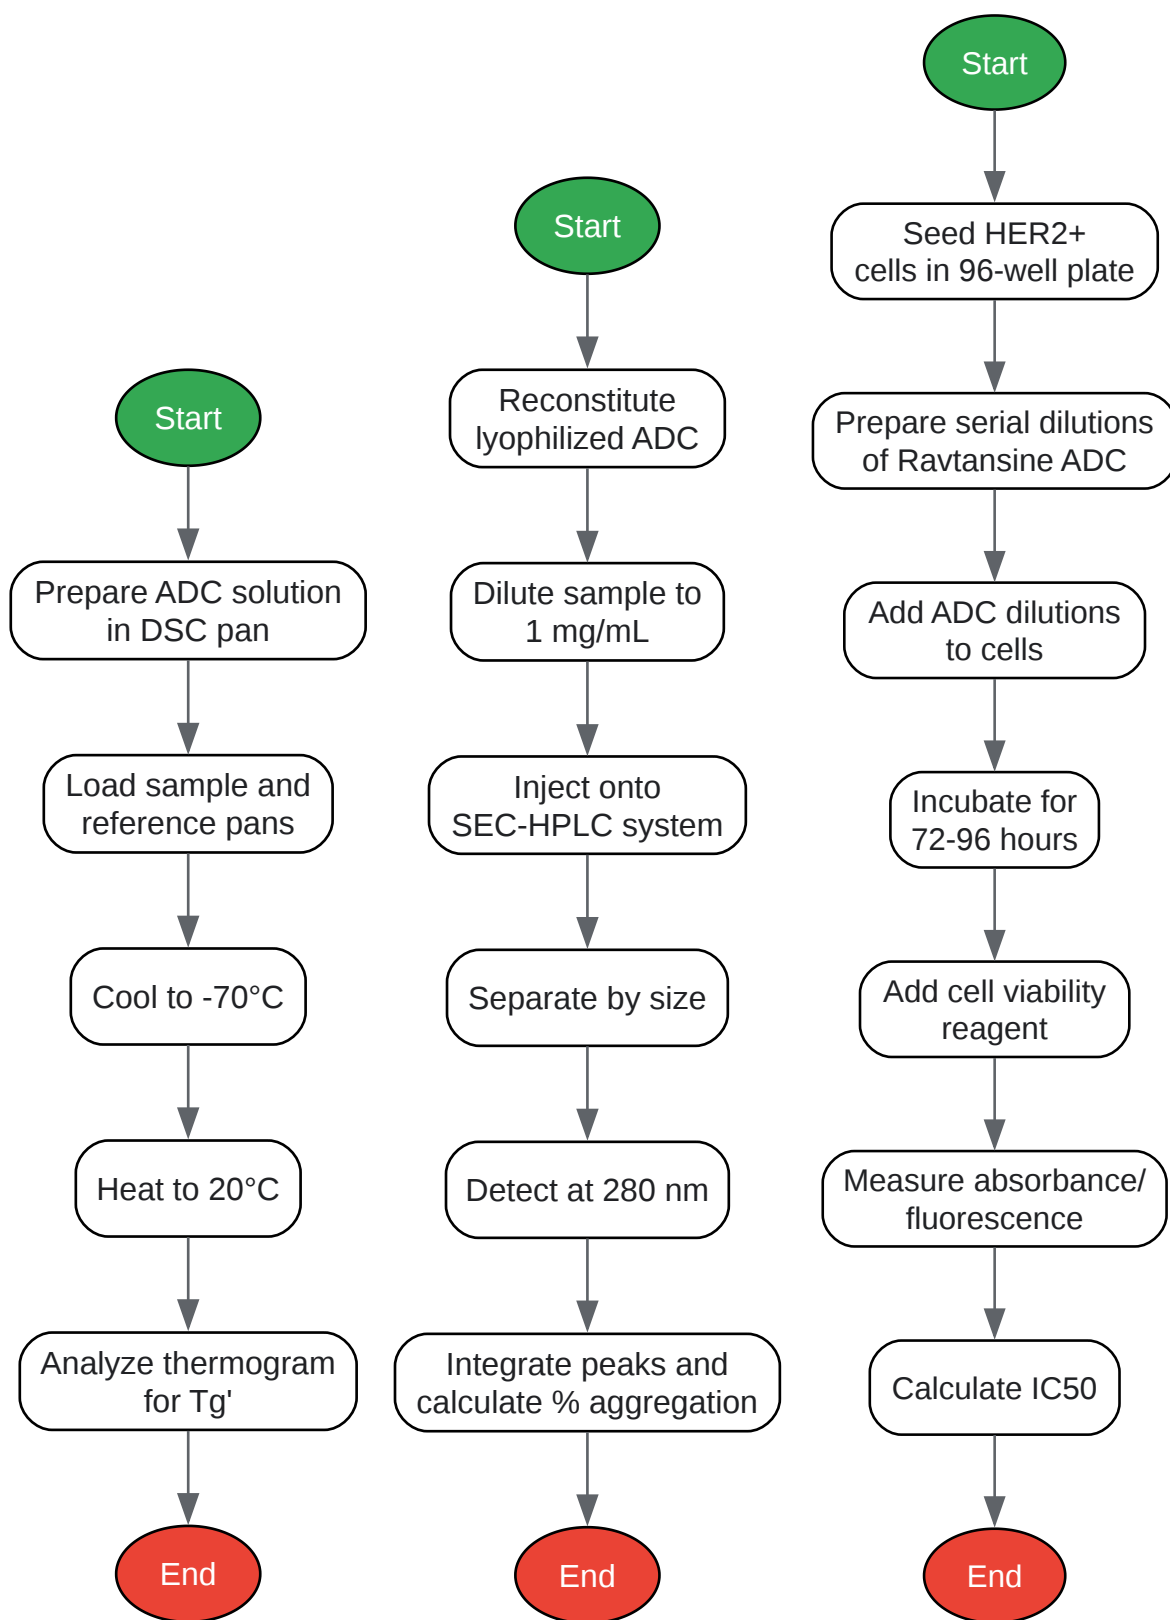 Start
Prepare ADC solution
in DSC pan
Load sample and
reference pans
Cool to -70°C
Heat to 20°C
Analyze thermogram
for Tg'
End
Start
Reconstitute
lyophilized ADC
Dilute sample to
1 mg/mL
Inject onto
SEC-HPLC system
Separate by size
Detect at 280 nm
Integrate peaks and
calculate % aggregation
End
Start
Seed HER2+
cells in 96-well plate
Prepare serial dilutions
of Ravtansine ADC
Add ADC dilutions
to cells
Incubate for
72-96 hours
Add cell viability
reagent
Measure absorbance/
fluorescence
Calculate IC50
End